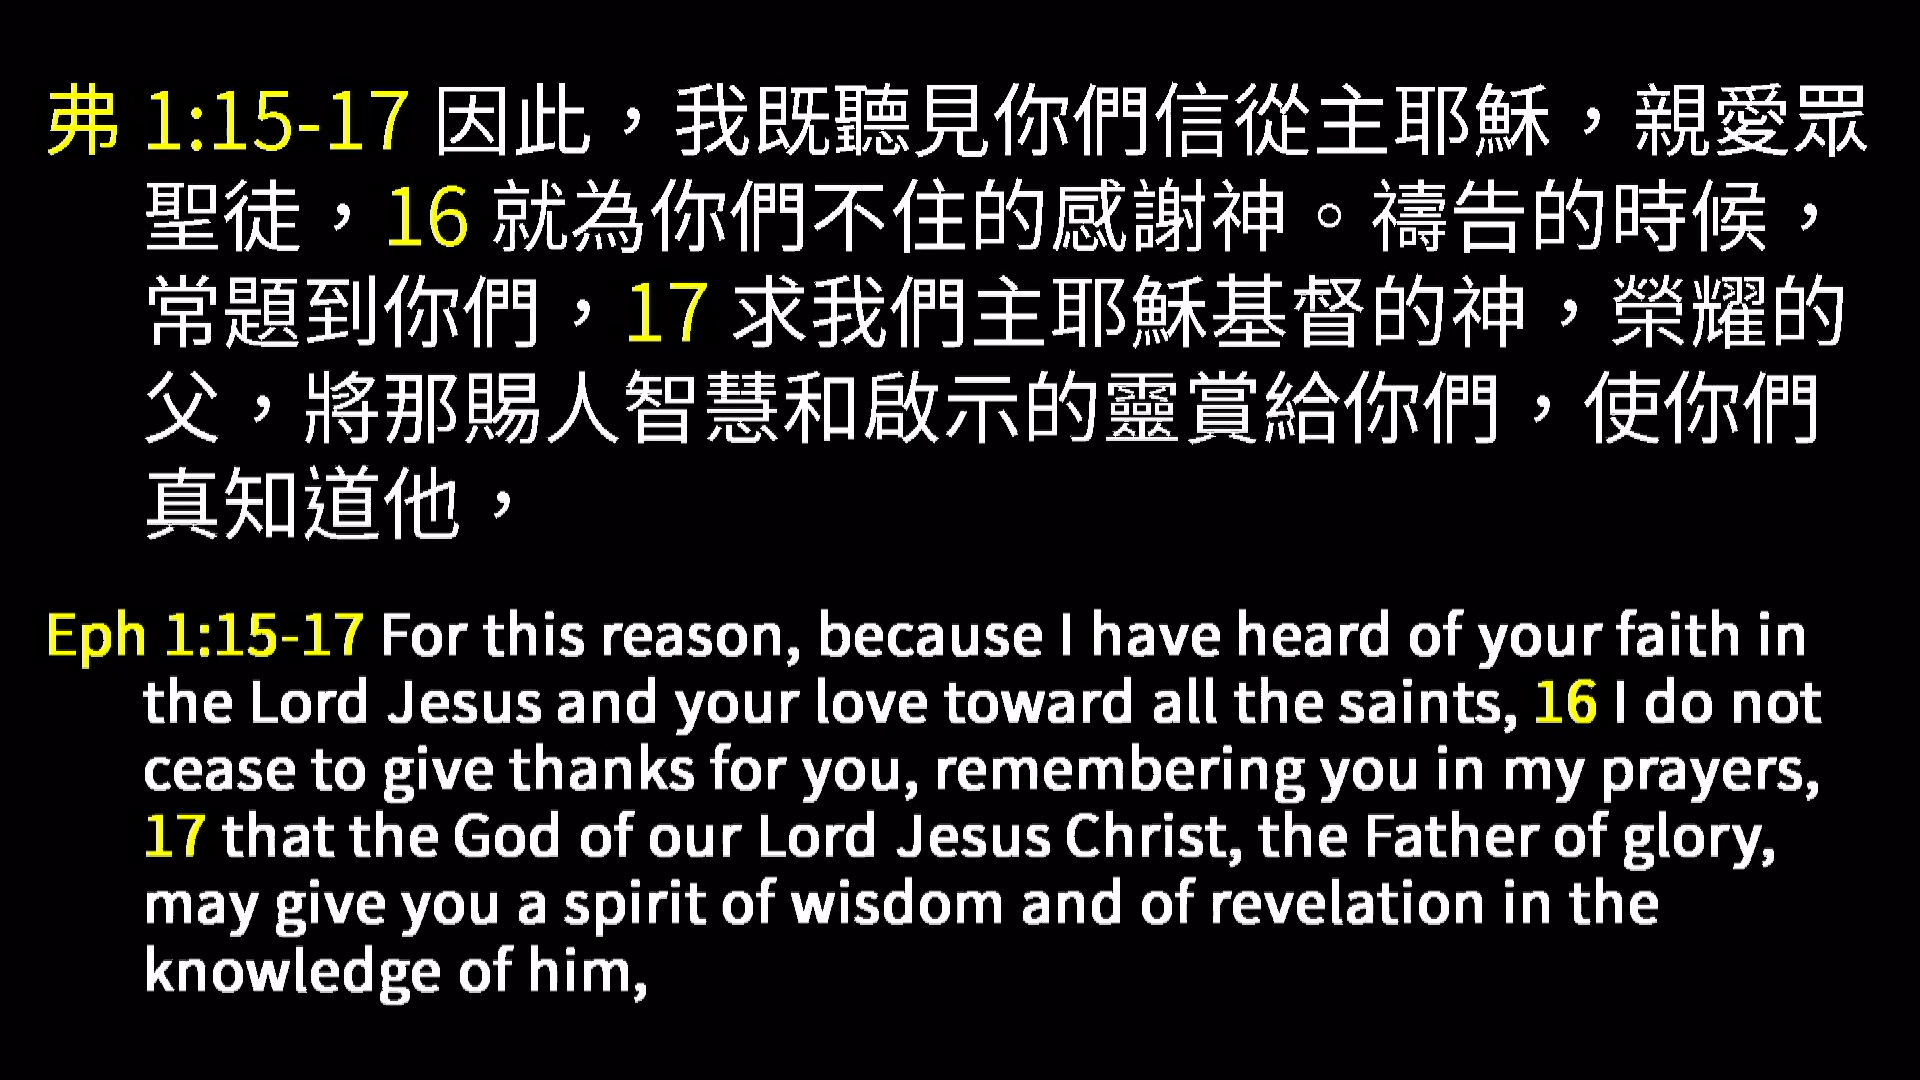 弗 1:15-17 因此，我既聽見你們信從主耶穌，親愛眾
聖徒，16 就為你們不住的感謝神。禱告的時候，
常題到你們，17 求我們主耶穌基督的神，榮耀的
父，將那賜人智慧和啟示的靈賞給你們，使你們
真知道他，
Eph 1:15-17 For this reason, because I have heard of your faith in
the Lord Jesus and your love toward all the saints, 16 I do not
cease to give thanks for you, remembering you in my prayers,
17 that the God of our Lord Jesus Christ, the Father of glory,
may give you a spirit of wisdom and of revelation in the
knowledge of him,